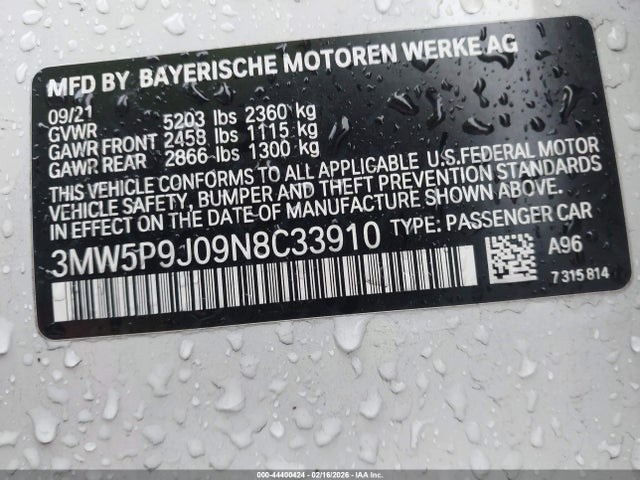 MFD BY BAYERISCHE MOTOREN WERKE AG
09/21
GVWR 5203 lbs 2360 kg
GAWR FRONT 2458 lbs 1115 kg
GAWR REAR 2866 lbs 1300 kg
THIS VEHICLE CONFORMS TO ALL APPLICABLE U.S.FEDERAL MOTOR
VEHICLE SAFETY, BUMPER AND THEFT PREVENTION STANDARDS
IN EFFECT ON THE DATE OF MANUFACTURE SHOWN ABOVE.
3MW5P9J09N8C33910 TYPE: PASSENGER CAR
A96
7315814
000-44400424 - 02/16/2026 - IAA Inc.